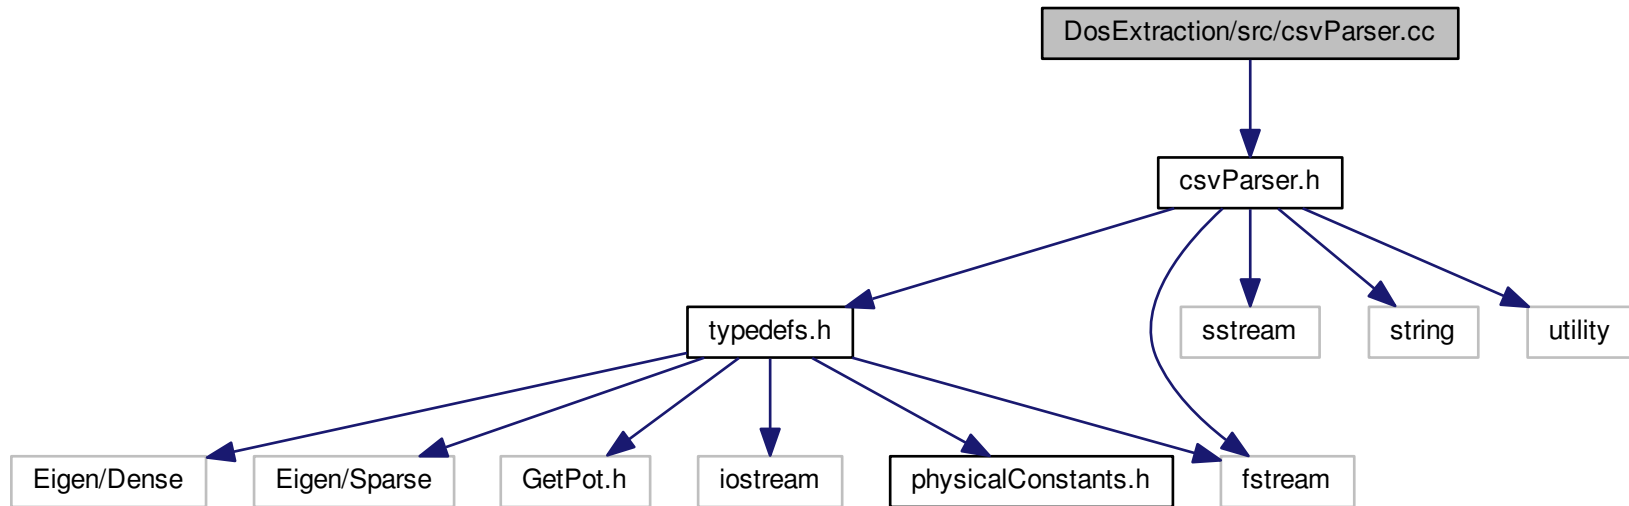 DosExtraction/src/csvParser.cc
csvParser.h
typedefs.h
sstream
string
utility
Eigen/Dense
Eigen/Sparse
GetPot.h
iostream
physicalConstants.h
fstream